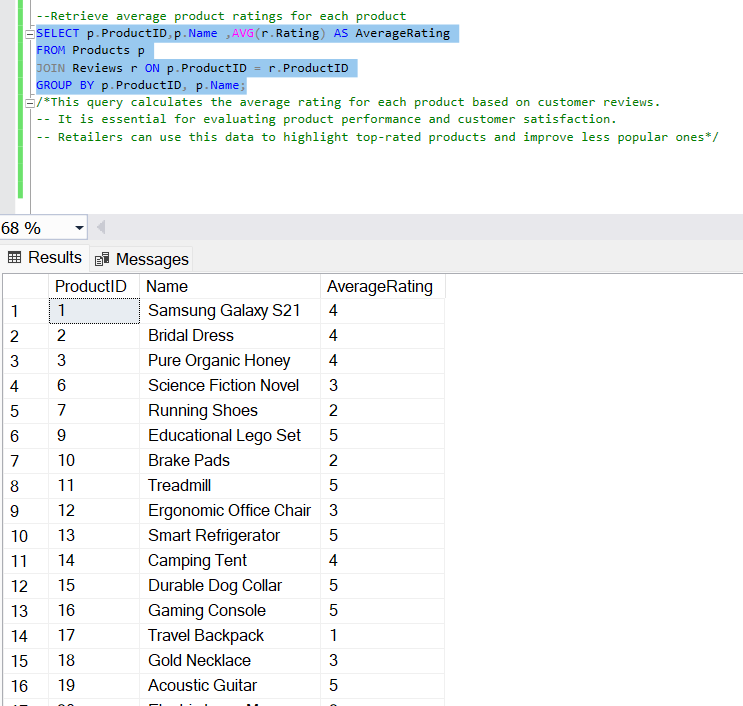 --Retrieve average product ratings for each product
SELECT p.ProductID,p.Name ,AVG(r.Rating) AS AverageRating
FROM Products p
JOIN Reviews r ON p.ProductID = r.ProductID
GROUP BY p.ProductID, p.Name;
/*This query calculates the average rating for each product based on customer reviews.
-- It is essential for evaluating product performance and customer satisfaction.
-- Retailers can use this data to highlight top-rated products and improve less popular ones*/
68 %
Results Messages
ProductID Name AverageRating
1 1 Samsung Galaxy S21 4
2 2 Bridal Dress 4
3 3 Pure Organic Honey 4
4 6 Science Fiction Novel 3
5 7 Running Shoes 2
6 9 Educational Lego Set 5
7 10 Brake Pads 2
8 11 Treadmill 5
9 12 Ergonomic Office Chair 3
10 13 Smart Refrigerator 5
11 14 Camping Tent 4
12 15 Durable Dog Collar 5
13 16 Gaming Console 5
14 17 Travel Backpack 1
15 18 Gold Necklace 3
16 19 Acoustic Guitar 5